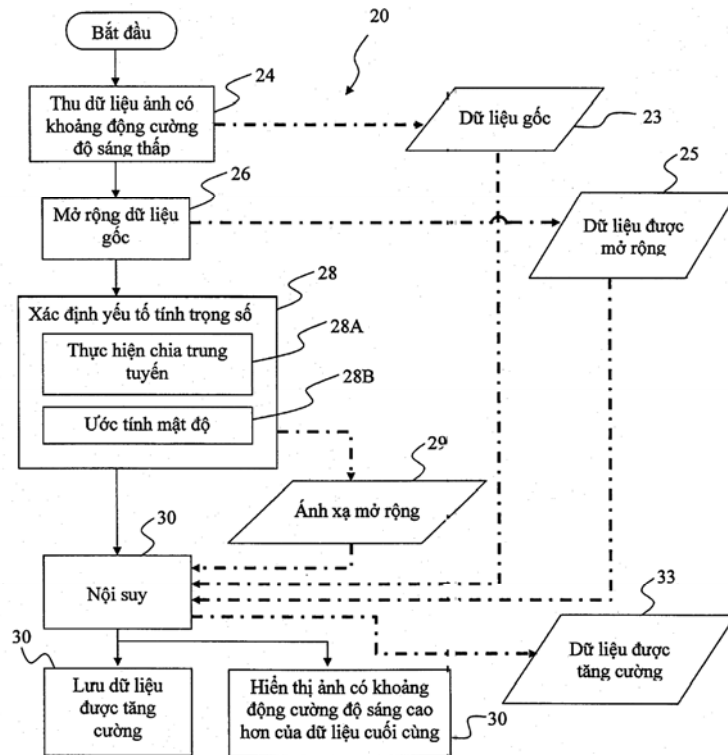 Bắt đầu
20
24
Thu dữ liệu ảnh có
khoảng động cường
độ sáng thấp
Dữ liệu gốc
23
26
Mở rộng dữ liệu
gốc
25
Dữ liệu được
mở rộng
28
Xác định yếu tố tính trọng số
28A
Thực hiện chia trung
tuyến
28B
Ước tính mật độ
29
Ánh xạ mở rộng
30
Nội suy
33
Dữ liệu được
tăng cường
30
Lưu dữ liệu
được tăng
cường
Hiển thị ảnh có khoảng
động cường độ sáng cao
hơn của dữ liệu cuối cùng
30